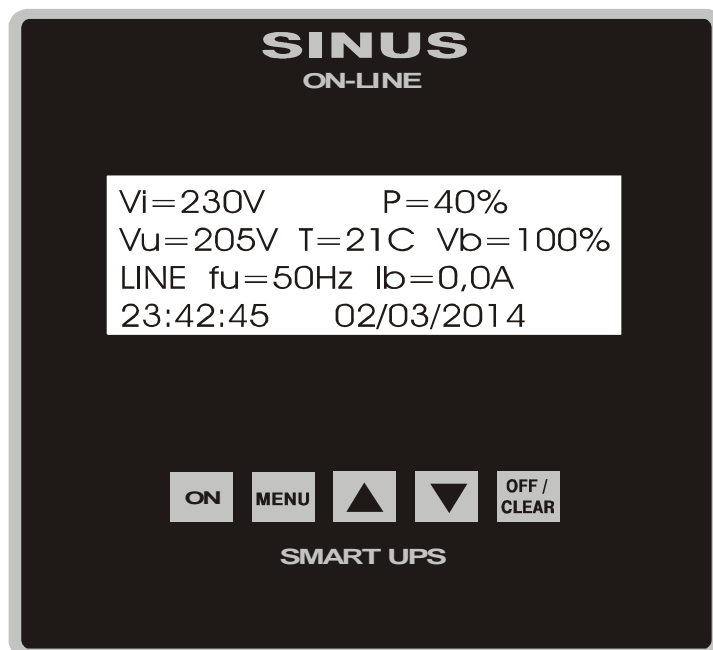 SINUS
ON-LINE
Vi=230V P=40%
Vu=205V T=21C Vb=100%
LINE fu=50Hz Ib=0,0A
23:42:45 02/03/2014
ON MENU ▲ ▼ OFF / CLEAR
SMART UPS